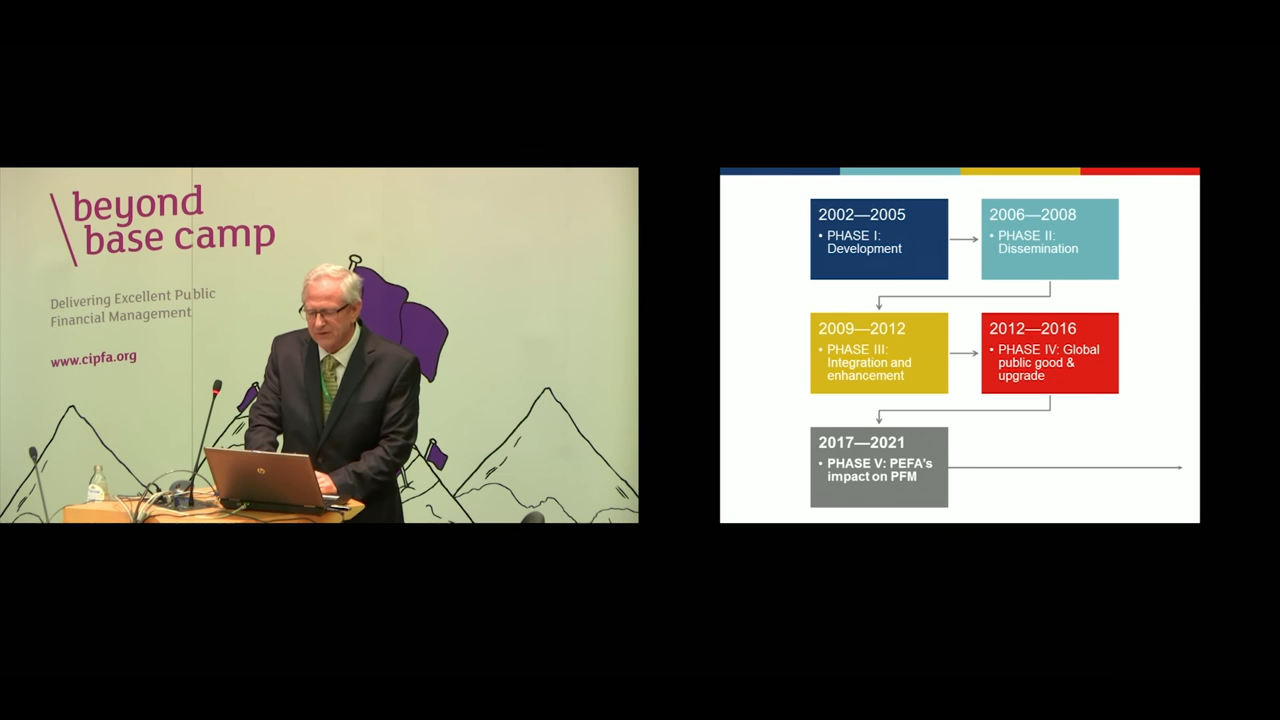 beyond
base camp
Delivering Excellent Public
Financial Management
www.cipfa.org
2002—2005
• PHASE I:
Development
2006—2008
• PHASE II:
Dissemination
2009—2012
• PHASE III:
Integration and
enhancement
2012—2016
• PHASE IV: Global
public good &
upgrade
2017—2021
• PHASE V: PEFA's
impact on PFM